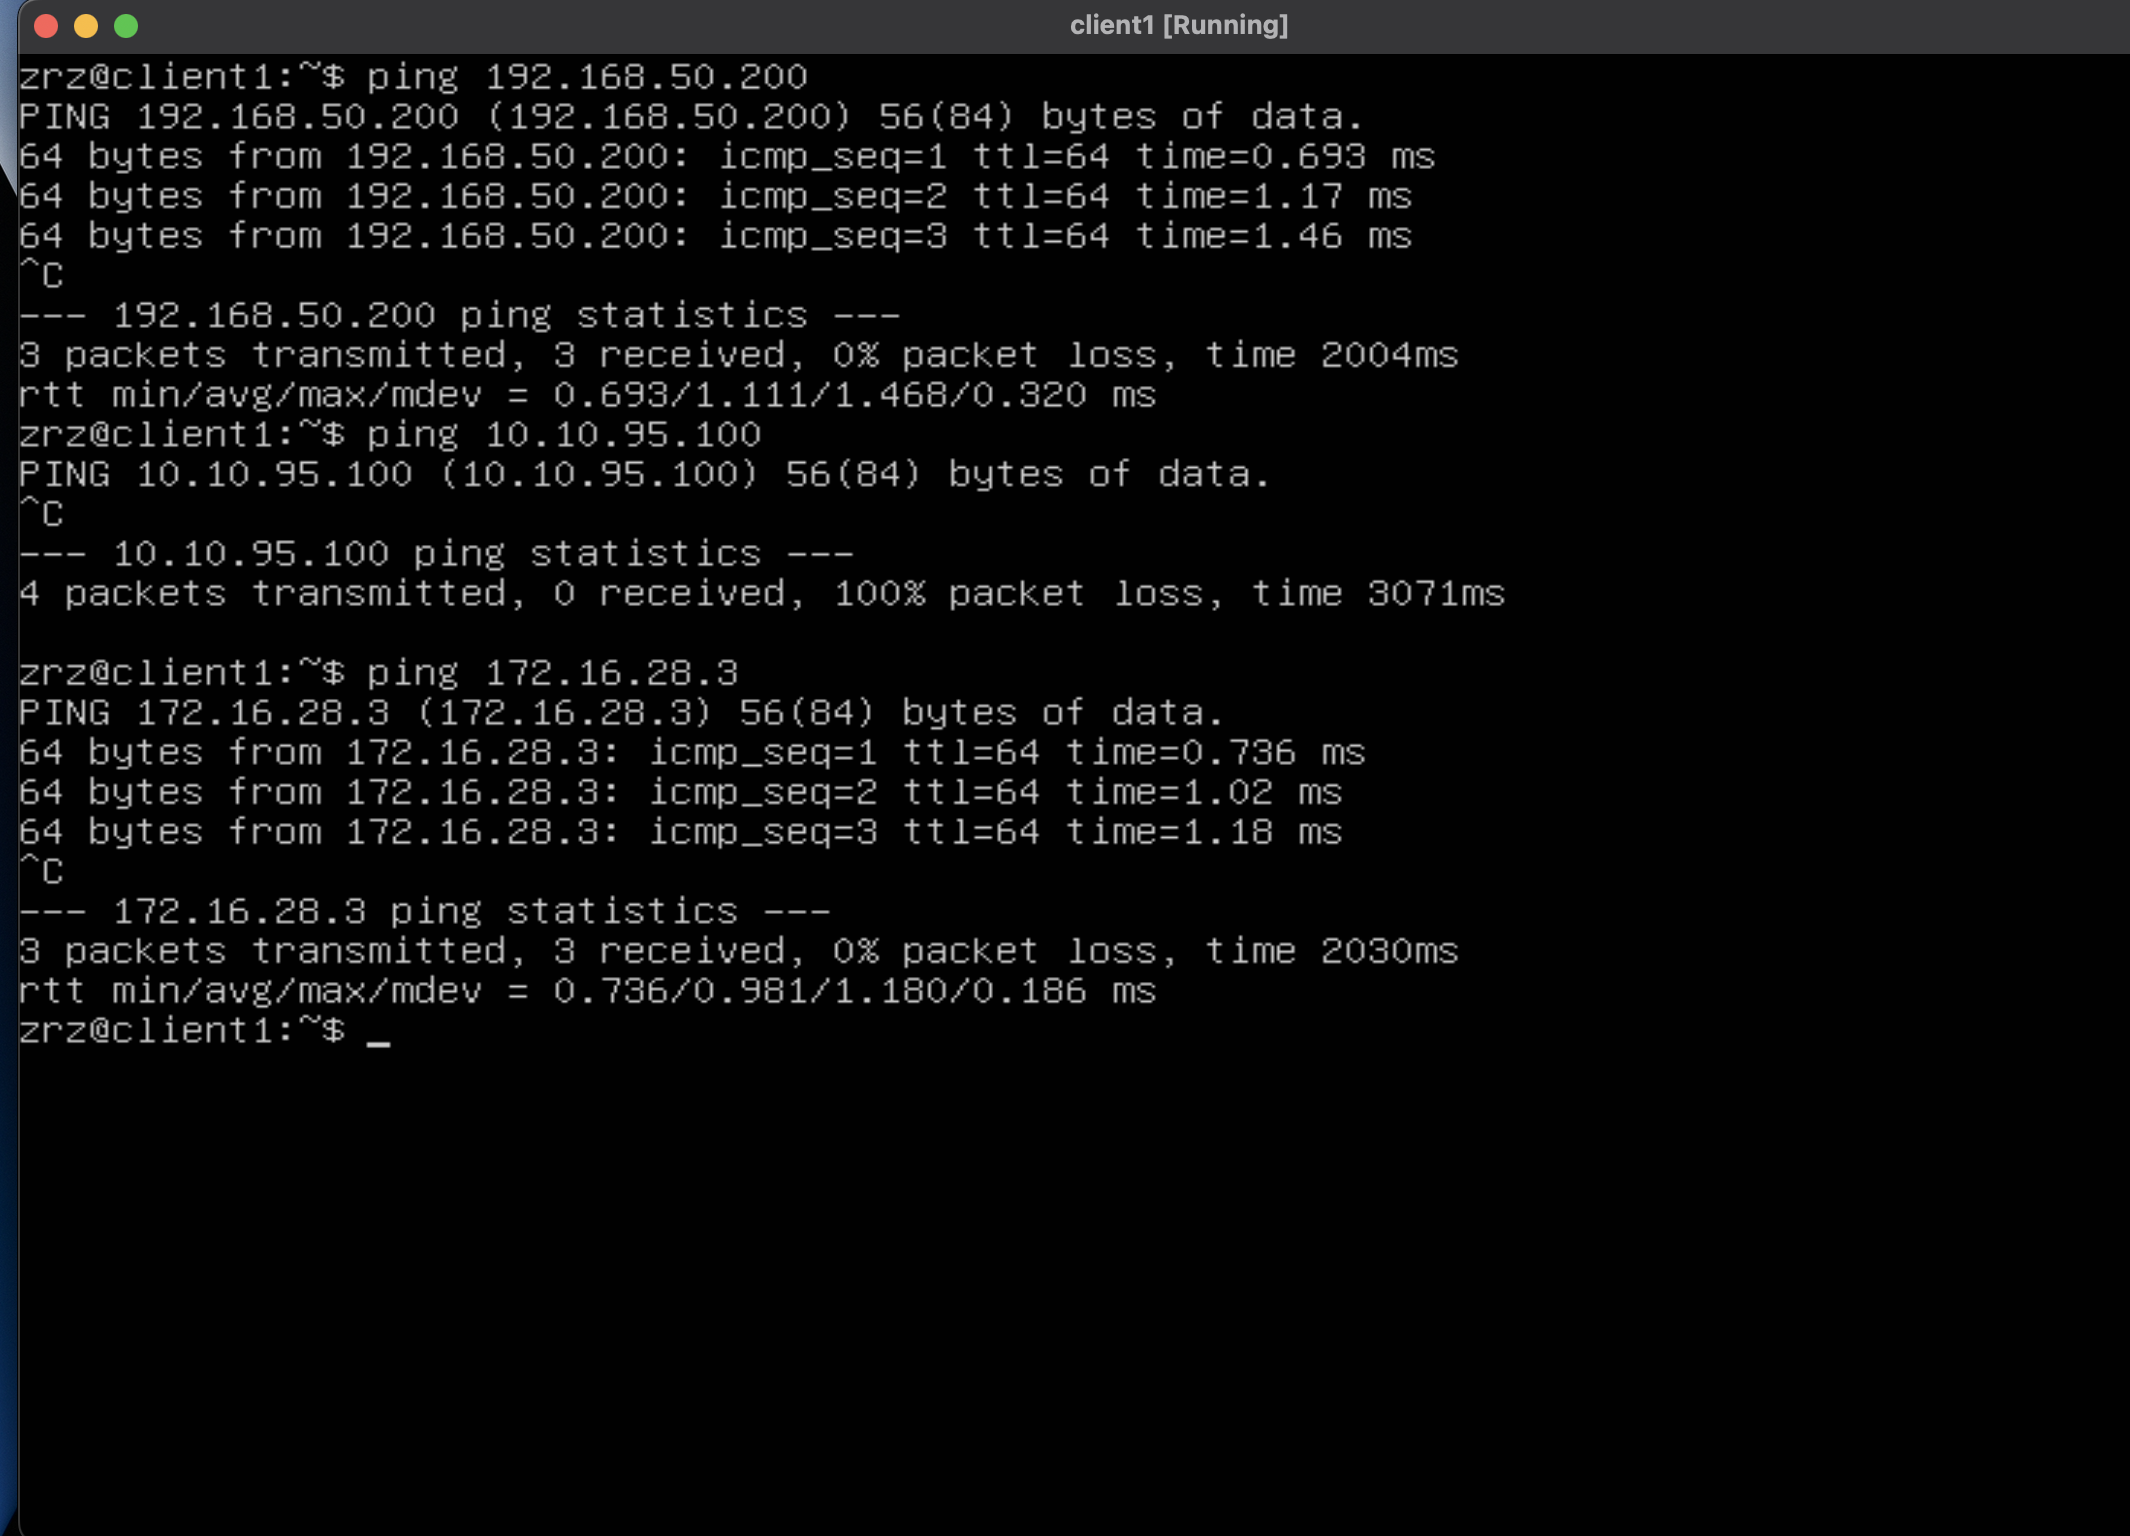 client1 [Running]
zrz@client1:~$ ping 192.168.50.200
PING 192.168.50.200 (192.168.50.200) 56(84) bytes of data.
64 bytes from 192.168.50.200: icmp_seq=1 ttl=64 time=0.693 ms
64 bytes from 192.168.50.200: icmp_seq=2 ttl=64 time=1.17 ms
64 bytes from 192.168.50.200: icmp_seq=3 ttl=64 time=1.46 ms
^C
--- 192.168.50.200 ping statistics ---
3 packets transmitted, 3 received, 0% packet loss, time 2004ms
rtt min/avg/max/mdev = 0.693/1.111/1.468/0.320 ms
zrz@client1:~$ ping 10.10.95.100
PING 10.10.95.100 (10.10.95.100) 56(84) bytes of data.
^C
--- 10.10.95.100 ping statistics ---
4 packets transmitted, 0 received, 100% packet loss, time 3071ms

zrz@client1:~$ ping 172.16.28.3
PING 172.16.28.3 (172.16.28.3) 56(84) bytes of data.
64 bytes from 172.16.28.3: icmp_seq=1 ttl=64 time=0.736 ms
64 bytes from 172.16.28.3: icmp_seq=2 ttl=64 time=1.02 ms
64 bytes from 172.16.28.3: icmp_seq=3 ttl=64 time=1.18 ms
^C
--- 172.16.28.3 ping statistics ---
3 packets transmitted, 3 received, 0% packet loss, time 2030ms
rtt min/avg/max/mdev = 0.736/0.981/1.180/0.186 ms
zrz@client1:~$ _